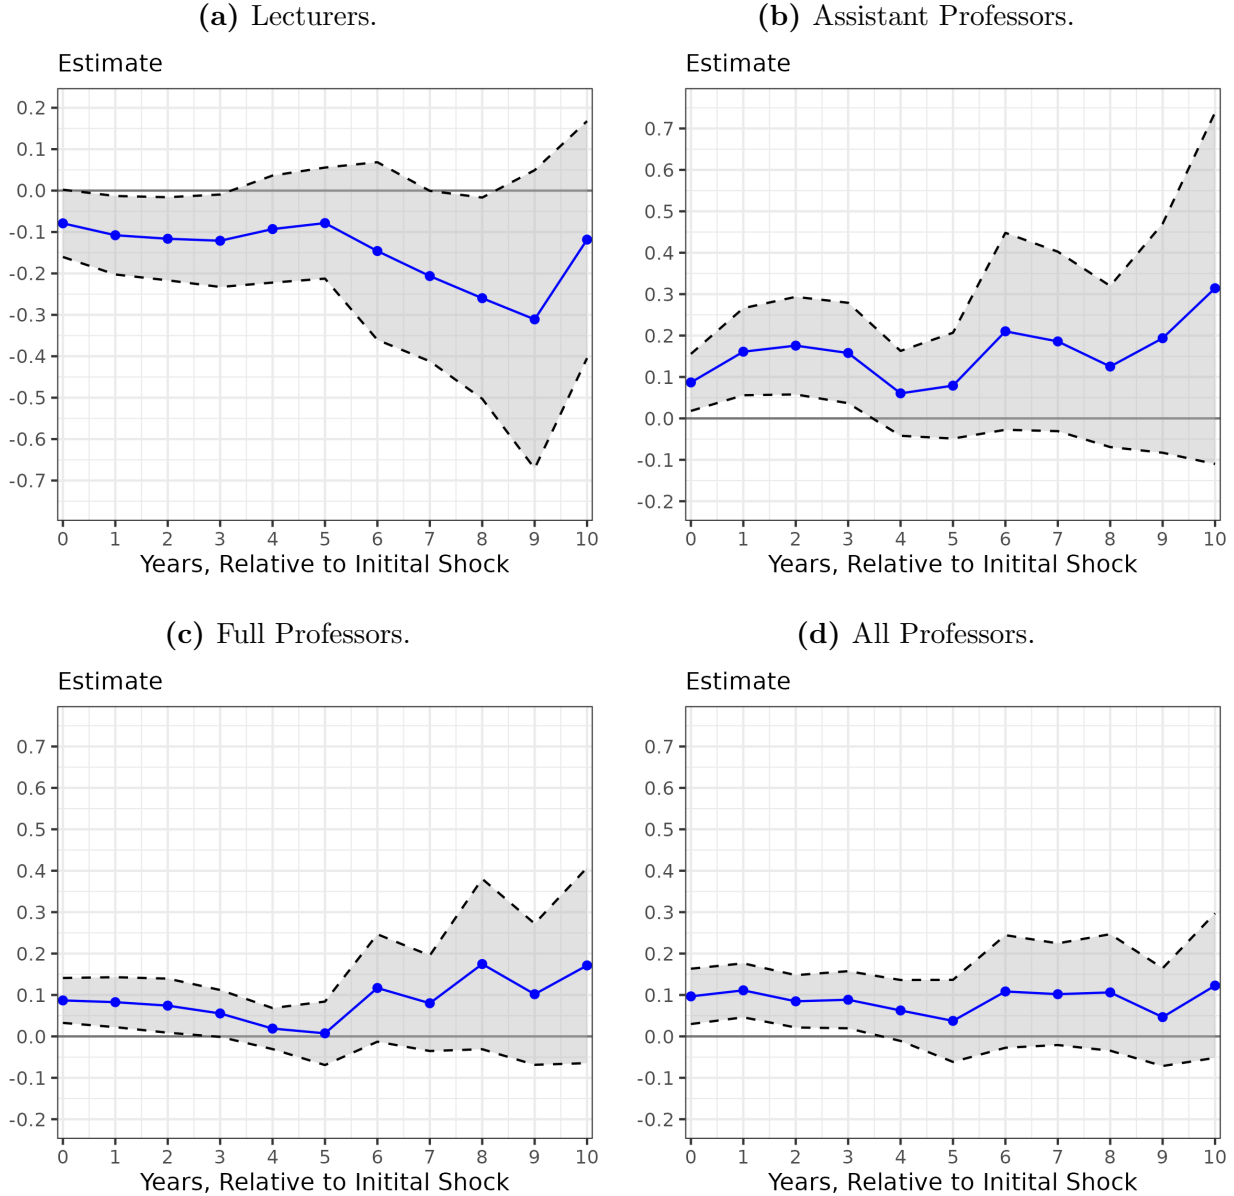 (a) Lecturers.
Estimate
0.2
0.1
0.0
-0.1
-0.2
-0.3
-0.4
-0.5
-0.6
-0.7
0 1 2 3 4 5 6 7 8 9 10
Years, Relative to Initital Shock
(b) Assistant Professors.
Estimate
0.7
0.6
0.5
0.4
0.3
0.2
0.1
0.0
-0.1
-0.2
0 1 2 3 4 5 6 7 8 9 10
Years, Relative to Initital Shock
(c) Full Professors.
Estimate
0.7
0.6
0.5
0.4
0.3
0.2
0.1
0.0
-0.1
-0.2
0 1 2 3 4 5 6 7 8 9 10
Years, Relative to Initital Shock
(d) All Professors.
Estimate
0.7
0.6
0.5
0.4
0.3
0.2
0.1
0.0
-0.1
-0.2
0 1 2 3 4 5 6 7 8 9 10
Years, Relative to Initital Shock